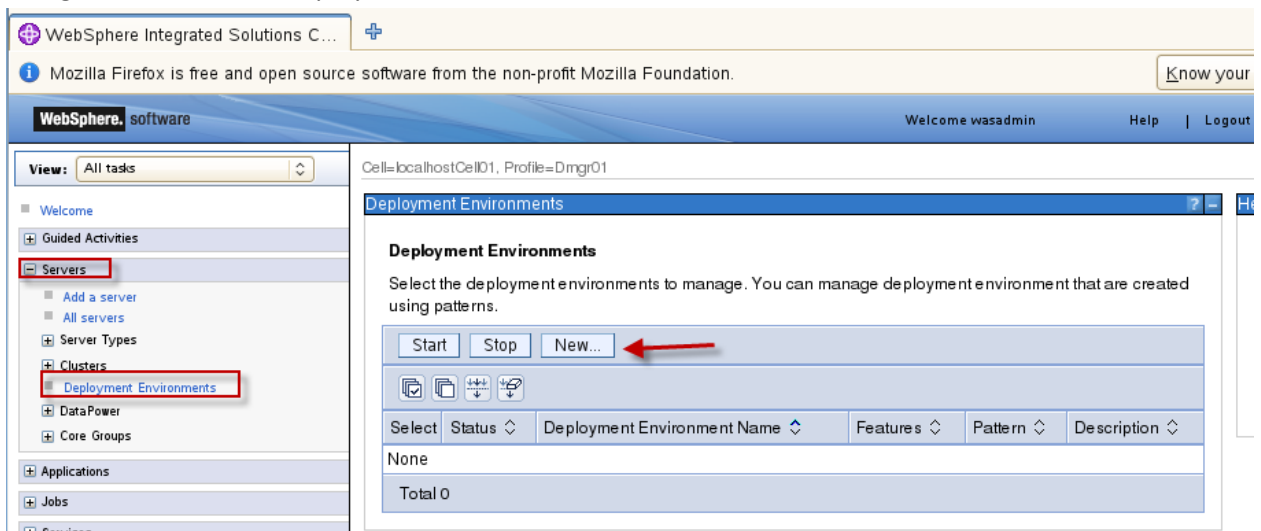 WebSphere Integrated Solutions C...
Mozilla Firefox is free and open source software from the non-profit Mozilla Foundation.
Know your
WebSphere. software
Welcome wasadmin
Help | Logout
View: All tasks
Cell=localhostCell01, Profile=Dmgr01
Welcome
Guided Activities
Servers
Add a server
All servers
Server Types
Clusters
Deployment Environments
DataPower
Core Groups
Applications
Jobs
Deployment Environments
? –
He
Deployment Environments
Select the deployment environments to manage. You can manage deployment environment that are created
using patterns.
Start Stop New...
Select Status Deployment Environment Name Features Pattern Description
None
Total 0